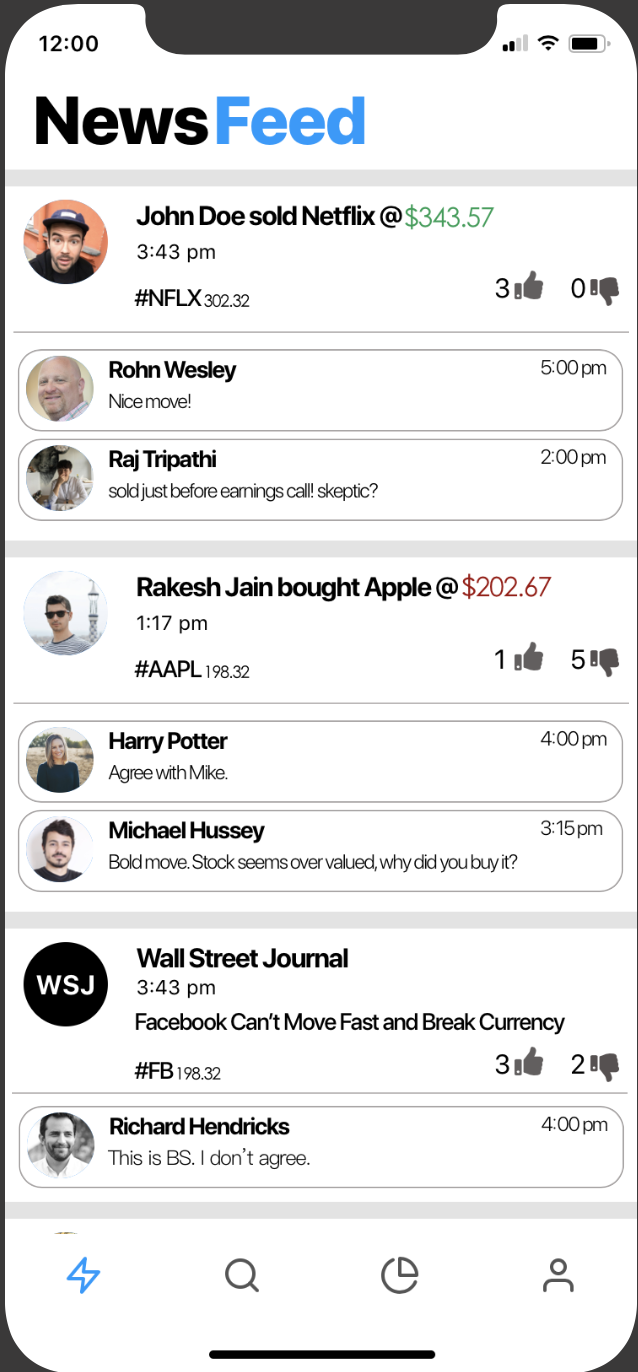 12:00
News Feed
John Doe sold Netflix @ $343.57
3:43 pm
#NFLX 302.32
3 0
Rohn Wesley 5:00 pm
Nice move!
Raj Tripathi 2:00 pm
sold just before earnings call! skeptic?
Rakesh Jain bought Apple @ $202.67
1:17 pm
#AAPL 198.32
1 5
Harry Potter 4:00 pm
Agree with Mike.
Michael Hussey 3:15 pm
Bold move. Stock seems over valued, why did you buy it?
WSJ
Wall Street Journal
3:43 pm
Facebook Can't Move Fast and Break Currency
#FB 198.32
3 2
Richard Hendricks 4:00 pm
This is BS. I don't agree.